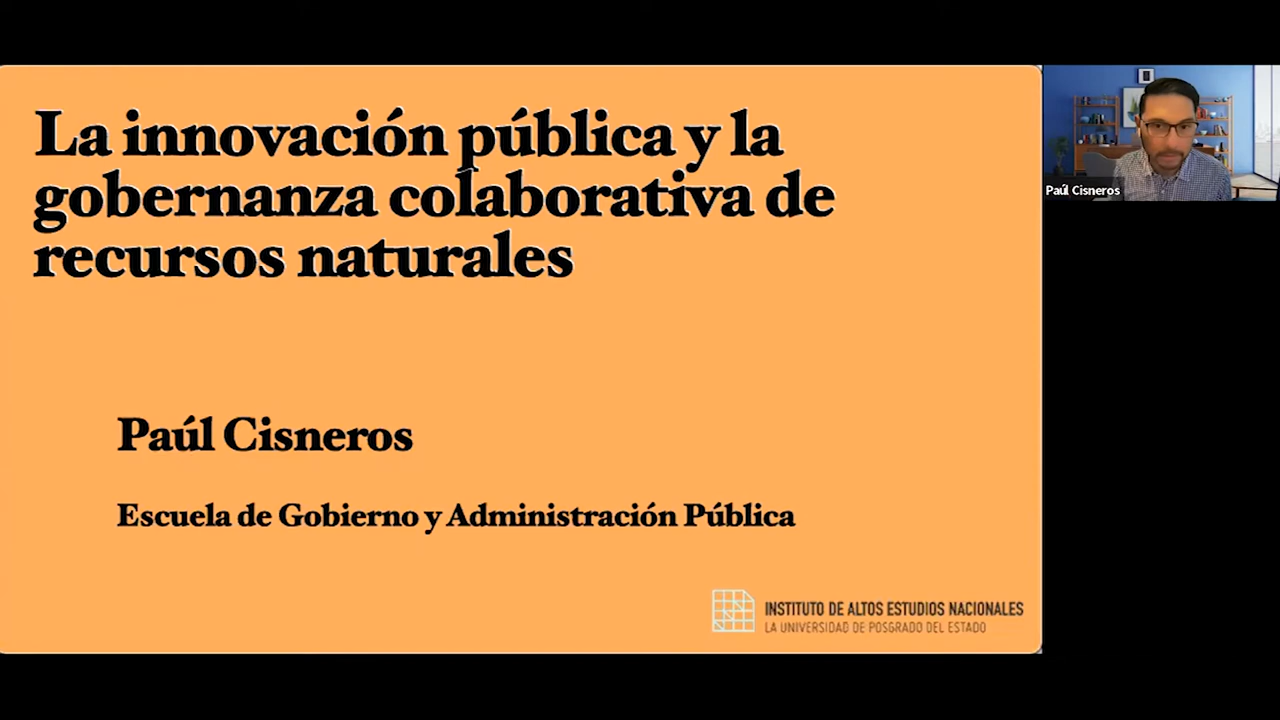 La innovación pública y la
gobernanza colaborativa de
recursos naturales
Paúl Cisneros
Escuela de Gobierno y Administración Pública
INSTITUTO DE ALTOS ESTUDIOS NACIONALES
LA UNIVERSIDAD DE POSGRADO DEL ESTADO
Paúl Cisneros